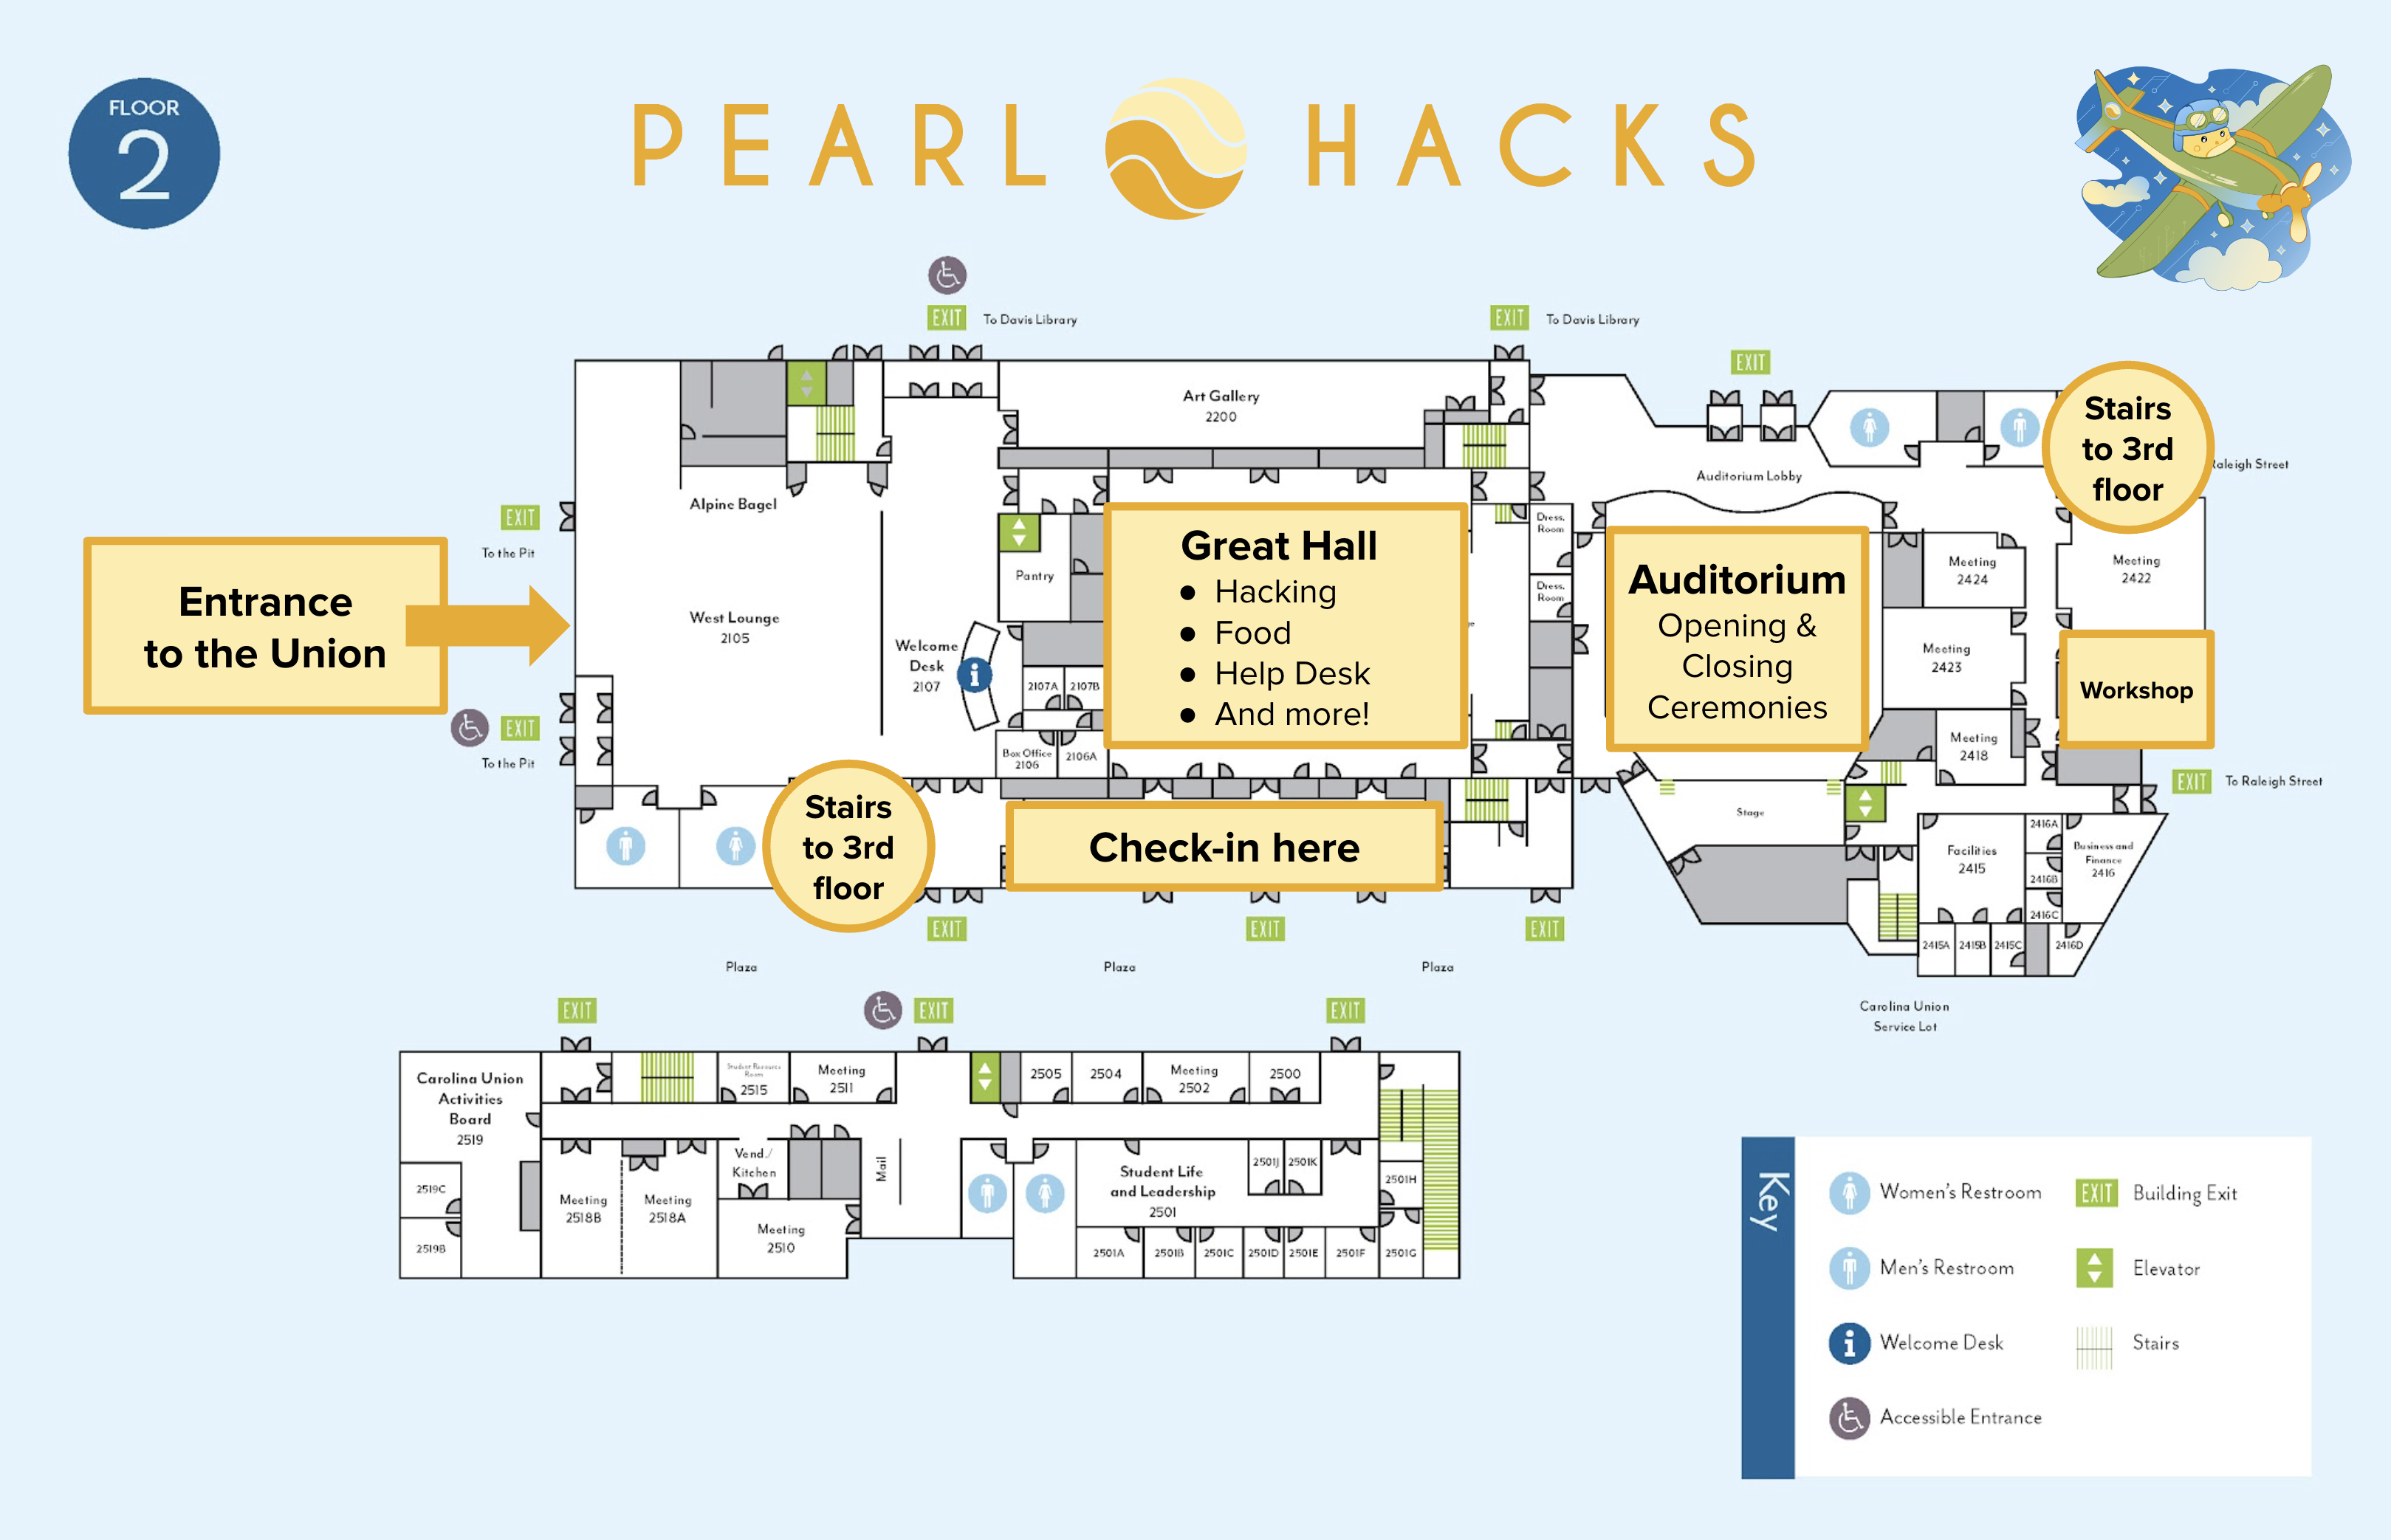 FLOOR
2
PEARL HACKS
EXIT To Davis Library
EXIT To Davis Library
EXIT
Art Gallery
2200
Stairs
to 3rd
floor
Raleigh Street
Auditorium Lobby
EXIT
To the Pit
Alpine Bagel
Entrance
to the Union
West Lounge
2105
EXIT
To the Pit
Welcome
Desk
2107
Pantry
2107A 2107B
Box Office
2106
2106A
Great Hall
● Hacking
● Food
● Help Desk
● And more!
Dress.
Room
Dress.
Room
Auditorium
Opening &
Closing
Ceremonies
Meeting
2424
Meeting
2422
Meeting
2423
Workshop
Meeting
2418
EXIT To Raleigh Street
Stage
Stairs
to 3rd
floor
Check-in here
Facilities
2415
2416A
2416B
2416C
Business and
Finance
2416
2415A 2415B 2415C 2416D
EXIT
EXIT
EXIT
Plaza
Plaza
Plaza
Carolina Union
Service Lot
EXIT
EXIT
EXIT
Carolina Union
Activities
Board
2519
Student Resource
Room
2515
Meeting
2511
2505
2504
Meeting
2502
2500
2519C
2519B
Meeting
2518B
Meeting
2518A
Vend./
Kitchen
Mail
Meeting
2510
Student Life
and Leadership
2501
2501J 2501K
2501H
2501A 2501B 2501C 2501D 2501E 2501F 2501G
Key
Women's Restroom
EXIT Building Exit
Men's Restroom
Elevator
Welcome Desk
Stairs
Accessible Entrance